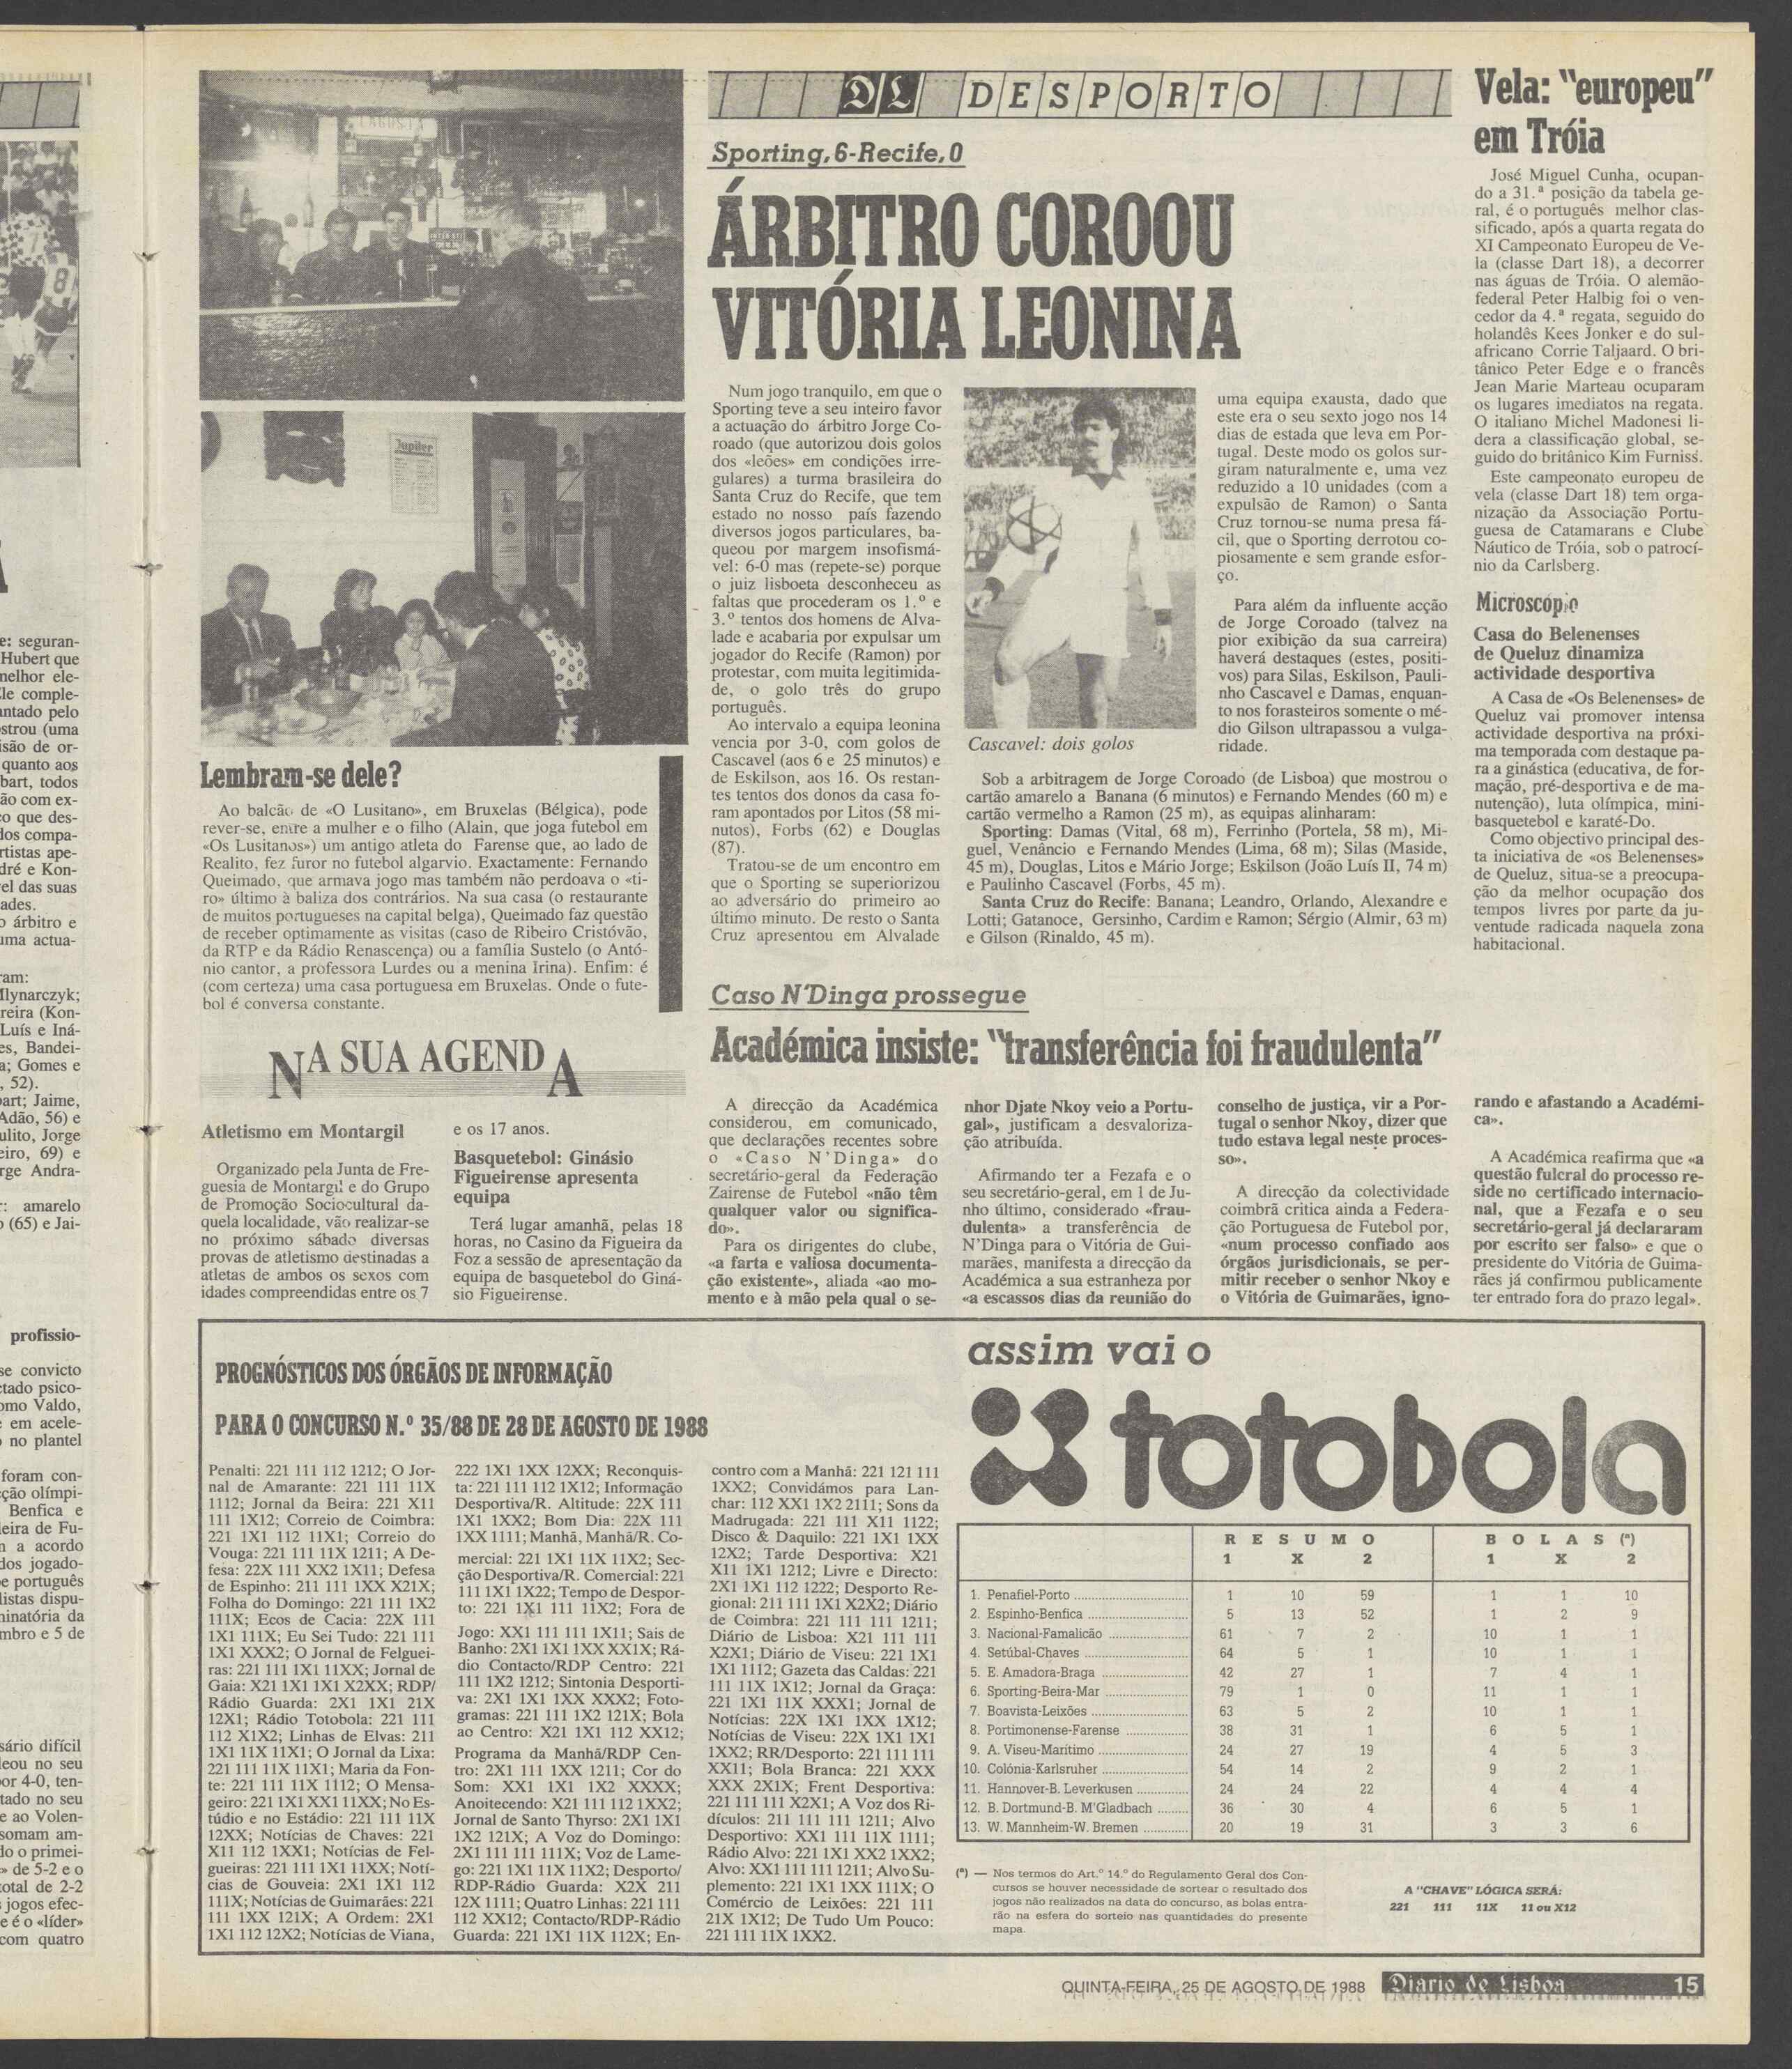 DL DESPORTO
Sporting, 6-Recife, 0
ÁRBITRO COROOU
VITÓRIA LEONINA
Num jogo tranquilo, em que o
Sporting teve a seu inteiro favor
a actuação do árbitro Jorge Co-
roado (que autorizou dois golos
dos «leões» em condições irre-
gulares) a turma brasileira do
Santa Cruz do Recife, que tem
estado no nosso país fazendo
diversos jogos particulares, ba-
queou por margem insofismá-
vel: 6-0 mas (repete-se) porque
o juiz lisboeta desconheceu as
faltas que procederam os 1.º e
3.º tentos dos homens de Alva-
lade e acabaria por expulsar um
jogador do Recife (Ramon) por
protestar, com muita legitimida-
de, o golo três do grupo
português.
Ao intervalo a equipa leonina
vencia por 3-0, com golos de
Cascavel (aos 6 e 25 minutos) e
de Eskilson, aos 16. Os restan-
tes tentos dos donos da casa fo-
ram apontados por Litos (58 mi-
nutos), Forbs (62) e Douglas
(87).
Tratou-se de um encontro em
que o Sporting se superiorizou
ao adversário do primeiro ao
último minuto. De resto o Santa
Cruz apresentou em Alvalade
Cascavel: dois golos
uma equipa exausta, dado que
este era o seu sexto jogo nos 14
dias de estada que leva em Por-
tugal. Deste modo os golos sur-
giram naturalmente e, uma vez
reduzido a 10 unidades (com a
expulsão de Ramon) o Santa
Cruz tornou-se numa presa fá-
cil, que o Sporting derrotou co-
piosamente e sem grande esfor-
ço.
Para além da influente acção
de Jorge Coroado (talvez na
pior exibição da sua carreira)
haverá destaques (estes, positi-
vos) para Silas, Eskilson, Pauli-
nho Cascavel e Damas, enquan-
to nos forasteiros somente o mé-
dio Gilson ultrapassou a vulga-
ridade.
Sob a arbitragem de Jorge Coroado (de Lisboa) que mostrou o
cartão amarelo a Banana (6 minutos) e Fernando Mendes (60 m) e
cartão vermelho a Ramon (25 m), as equipas alinharam:
Sporting: Damas (Vital, 68 m), Ferrinho (Portela, 58 m), Mi-
guel, Venâncio e Fernando Mendes (Lima, 68 m); Silas (Maside,
45 m), Douglas, Litos e Mário Jorge; Eskilson (João Luís II, 74 m)
e Paulinho Cascavel (Forbs, 45 m).
Santa Cruz do Recife: Banana; Leandro, Orlando, Alexandre e
Lotti; Gatanoce, Gersinho, Cardim e Ramon; Sérgio (Almir, 63 m)
e Gilson (Rinaldo, 45 m).
Vela: "europeu"
em Tróia
José Miguel Cunha, ocupan-
do a 31.ª posição da tabela ge-
ral, é o português melhor clas-
sificado, após a quarta regata do
XI Campeonato Europeu de Ve-
la (classe Dart 18), a decorrer
nas águas de Tróia. O alemão-
federal Peter Halbig foi o ven-
cedor da 4.ª regata, seguido do
holandês Kees Jonker e do sul-
africano Corrie Taljaard. O bri-
tânico Peter Edge e o francês
Jean Marie Marteau ocuparam
os lugares imediatos na regata.
O italiano Michel Madonesi li-
dera a classificação global, se-
guido do britânico Kim Furniss.
Este campeonato europeu de
vela (classe Dart 18) tem orga-
nização da Associação Portu-
guesa de Catamarans e Clube
Náutico de Tróia, sob o patrocí-
nio da Carlsberg.
Microscópio
Casa do Belenenses
de Queluz dinamiza
actividade desportiva
A Casa de «Os Belenenses» de
Queluz vai promover intensa
actividade desportiva na próxi-
ma temporada com destaque pa-
ra a ginástica (educativa, de for-
mação, pré-desportiva e de ma-
nutenção), luta olímpica, mini-
basquetebol e karaté-Do.
Como objectivo principal des-
ta iniciativa de «os Belenenses»
de Queluz, situa-se a preocupa-
ção da melhor ocupação dos
tempos livres por parte da ju-
ventude radicada naquela zona
habitacional.
LAGOSTA
Jupiler
Lembram-se dele?
Ao balcão de «O Lusitano», em Bruxelas (Bélgica), pode
rever-se, entre a mulher e o filho (Alain, que joga futebol em
«Os Lusitanos») um antigo atleta do Farense que, ao lado de
Realito, fez furor no futebol algarvio. Exactamente: Fernando
Queimado, que armava jogo mas também não perdoava o «ti-
ro» último à baliza dos contrários. Na sua casa (o restaurante
de muitos portugueses na capital belga), Queimado faz questão
de receber optimamente as visitas (caso de Ribeiro Cristóvão,
da RTP e da Rádio Renascença) ou a família Sustelo (o Antó-
nio cantor, a professora Lurdes ou a menina Irina). Enfim: é
(com certeza) uma casa portuguesa em Bruxelas. Onde o fute-
bol é conversa constante.
NA SUA AGENDA
Atletismo em Montargil
Organizado pela Junta de Fre-
guesia de Montargil e do Grupo
de Promoção Sociocultural da-
quela localidade, vão realizar-se
no próximo sábado diversas
provas de atletismo destinadas a
atletas de ambos os sexos com
idades compreendidas entre os 7
e os 17 anos.
Basquetebol: Ginásio
Figueirense apresenta
equipa
Terá lugar amanhã, pelas 18
horas, no Casino da Figueira da
Foz a sessão de apresentação da
equipa de basquetebol do Giná-
sio Figueirense.
Caso N'Dinga prossegue
Académica insiste: "transferência foi fraudulenta"
A direcção da Académica
considerou, em comunicado,
que declarações recentes sobre
o «Caso N'Dinga» do
secretário-geral da Federação
Zairense de Futebol «não têm
qualquer valor ou significa-
do».
Para os dirigentes do clube,
«a farta e valiosa documenta-
ção existente», aliada «ao mo-
mento e à mão pela qual o se-
nhor Djate Nkoy veio a Portu-
gal», justificam a desvaloriza-
ção atribuída.
Afirmando ter a Fezafa e o
seu secretário-geral, em 1 de Ju-
nho último, considerado «frau-
dulenta» a transferência de
N'Dinga para o Vitória de Gui-
marães, manifesta a direcção da
Académica a sua estranheza por
«a escassos dias da reunião do
conselho de justiça, vir a Por-
tugal o senhor Nkoy, dizer que
tudo estava legal neste proces-
so».
A direcção da colectividade
coimbrã critica ainda a Federa-
ção Portuguesa de Futebol por,
«num processo confiado aos
órgãos jurisdicionais, se per-
mitir receber o senhor Nkoy e
o Vitória de Guimarães, igno-
rando e afastando a Académi-
ca».
A Académica reafirma que «a
questão fulcral do processo re-
side no certificado internacio-
nal, que a Fezafa e o seu
secretário-geral já declararam
por escrito ser falso» e que o
presidente do Vitória de Guima-
rães já confirmou publicamente
ter entrado fora do prazo legal».
PROGNÓSTICOS DOS ÓRGÃOS DE INFORMAÇÃO
PARA O CONCURSO N.º 35/88 DE 28 DE AGOSTO DE 1988
Penalti: 221 111 112 1212; O Jor-
nal de Amarante: 221 111 11X
1112; Jornal da Beira: 221 X11
111 1X12; Correio de Coimbra:
221 1X1 112 11X1; Correio do
Vouga: 221 111 11X 1211; A De-
fesa: 22X 111 XX2 1X11; Defesa
de Espinho: 211 111 1XX X21X;
Folha do Domingo: 221 111 1X2
111X; Ecos de Cacia: 22X 111
1X1 111X; Eu Sei Tudo: 221 111
1X1 XXX2; O Jornal de Felguei-
ras: 221 111 1X1 11XX; Jornal de
Gaia: X21 1X1 1X1 X2XX; RDP/
Rádio Guarda: 2X1 1X1 21X
12X1; Rádio Totobola: 221 111
112 X1X2; Linhas de Elvas: 211
1X1 11X 11X1; O Jornal da Lixa:
221 111 11X 11X1; Maria da Fon-
te: 221 111 11X 1112; O Mensa-
geiro: 221 1X1 XX1 11XX; No Es-
túdio e no Estádio: 221 111 11X
12XX; Notícias de Chaves: 221
X11 112 1XX1; Notícias de Fel-
gueiras: 221 111 1X1 11XX; Notí-
cias de Gouveia: 2X1 1X1 112
111X; Notícias de Guimarães: 221
111 1XX 121X; A Ordem: 2X1
1X1 112 12X2; Notícias de Viana,
222 1X1 1XX 12XX; Reconquis-
ta: 221 111 112 1X12; Informação
Desportiva/R. Altitude: 22X 111
1X1 1XX2; Bom Dia: 22X 111
1XX 1111; Manhã, Manhã/R. Co-
mercial: 221 1X1 11X 11X2; Sec-
ção Desportiva/R. Comercial: 221
111 1X1 1X22; Tempo de Despor-
to: 221 1X1 111 11X2; Fora de
Jogo: XX1 111 111 1X11; Sais de
Banho: 2X1 1X1 1XX XX1X; Rá-
dio Contacto/RDP Centro: 221
111 1X2 1212; Sintonia Desporti-
va: 2X1 1X1 1XX XXX2; Foto-
gramas: 221 111 1X2 121X; Bola
ao Centro: X21 1X1 112 XX12;
Programa da Manhã/RDP Cen-
tro: 2X1 111 1XX 1211; Cor do
Som: XX1 1X1 1X2 XXXX;
Anoitecendo: X21 111 112 1XX2;
Jornal de Santo Thyrso: 2X1 1X1
1X2 121X; A Voz do Domingo:
2X1 111 111 111X; Voz de Lame-
go: 221 1X1 11X 11X2; Desporto/
RDP-Rádio Guarda: X2X 211
12X 1111; Quatro Linhas: 221 111
112 XX12; Contacto/RDP-Rádio
Guarda: 221 1X1 11X 112X; En-
contro com a Manhã: 221 121 111
1XX2; Convidámos para Lan-
char: 112 XX1 1X2 2111; Sons da
Madrugada: 221 111 X11 1122;
Disco & Daquilo: 221 1X1 1XX
12X2; Tarde Desportiva: X21
X11 1X1 1212; Livre e Directo:
2X1 1X1 112 1222; Desporto Re-
gional: 211 111 1X1 X2X2; Diário
de Coimbra: 221 111 111 1211;
Diário de Lisboa: X21 111 111
X2X1; Diário de Viseu: 221 1X1
1X1 1112; Gazeta das Caldas: 221
111 11X 1X12; Jornal da Graça:
221 1X1 11X XXX1; Jornal de
Notícias: 22X 1X1 1XX 1X12;
Notícias de Viseu: 22X 1X1 1X1
1XX2; RR/Desporto: 221 111 111
XX11; Bola Branca: 221 XXX
XXX 2X1X; Frent Desportiva:
221 111 111 X2X1; A Voz dos Ri-
dículos: 211 111 111 1211; Alvo
Desportivo: XX1 111 11X 1111;
Rádio Alvo: 221 1X1 XX2 1XX2;
Alvo: XX1 111 111 1211; Alvo Su-
plemento: 221 1X1 1XX 111X; O
Comércio de Leixões: 221 111
21X 1X12; De Tudo Um Pouco:
221 111 11X 1XX2.
assim vai o
totobola
RESUMO BOLAS (ª)
1 X 2 1 X 2
1. Penafiel-Porto 1 10 59 1 1 10
2. Espinho-Benfica 5 13 52 1 2 9
3. Nacional-Famalicão 61 7 2 10 1 1
4. Setúbal-Chaves 64 5 1 10 1 1
5. E. Amadora-Braga 42 27 1 7 4 1
6. Sporting-Beira-Mar 79 1 0 11 1 1
7. Boavista-Leixões 63 5 2 10 1 1
8. Portimonense-Farense 38 31 1 6 5 1
9. A. Viseu-Marítimo 24 27 19 4 5 3
10. Colónia-Karlsruher 54 14 2 9 2 1
11. Hannover-B. Leverkusen 24 24 22 4 4 4
12. B. Dortmund-B. M'Gladbach 36 30 4 6 5 1
13. W. Mannheim-W. Bremen 20 19 31 3 3 6
(ª) — Nos termos do Art.º 14.º do Regulamento Geral dos Con-
cursos se houver necessidade de sortear o resultado dos
jogos não realizados na data do concurso, as bolas entra-
rão na esfera do sorteio nas quantidades do presente
mapa.
A "CHAVE" LÓGICA SERÁ:
221 111 11X 11 ou X12
QUINTA-FEIRA, 25 DE AGOSTO DE 1988 Diario de Lisboa 15